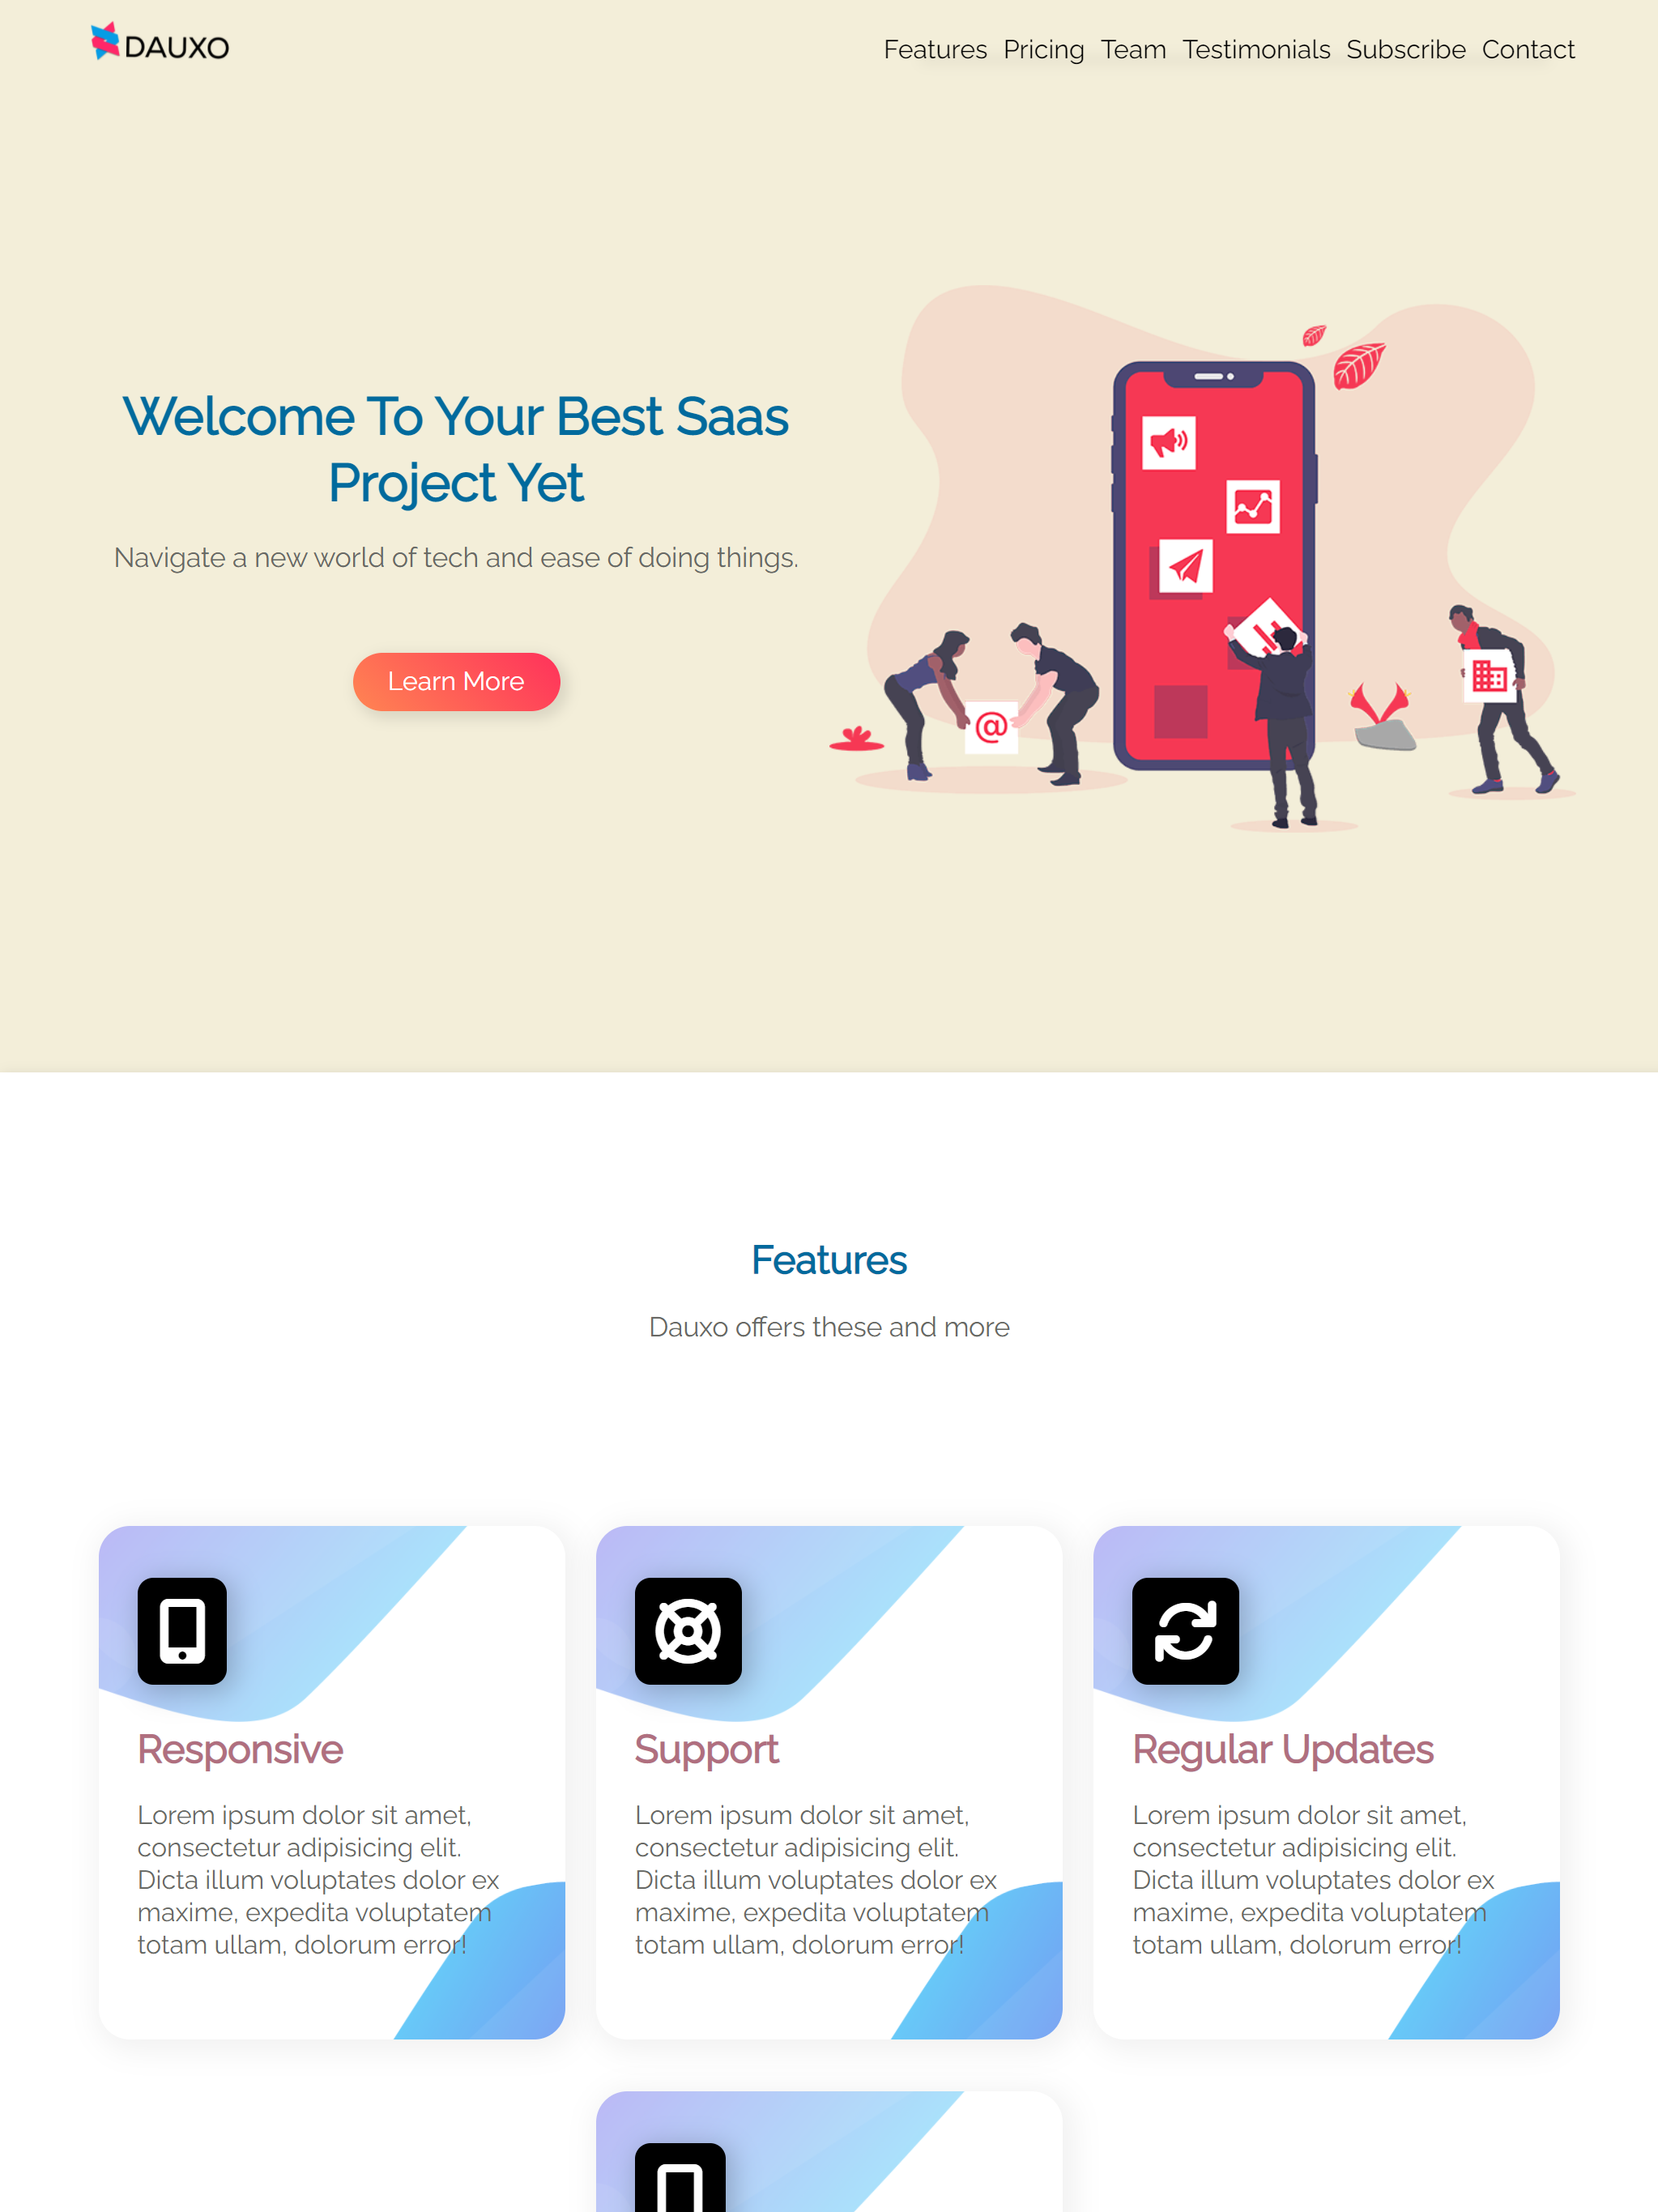 DAUXO
Features Pricing Team Testimonials Subscribe Contact
Welcome To Your Best Saas
Project Yet
Navigate a new world of tech and ease of doing things.
Learn More
@
Features
Dauxo offers these and more
Responsive
Lorem ipsum dolor sit amet,
consectetur adipisicing elit.
Dicta illum voluptates dolor ex
maxime, expedita voluptatem
totam ullam, dolorum error!
Support
Lorem ipsum dolor sit amet,
consectetur adipisicing elit.
Dicta illum voluptates dolor ex
maxime, expedita voluptatem
totam ullam, dolorum error!
Regular Updates
Lorem ipsum dolor sit amet,
consectetur adipisicing elit.
Dicta illum voluptates dolor ex
maxime, expedita voluptatem
totam ullam, dolorum error!